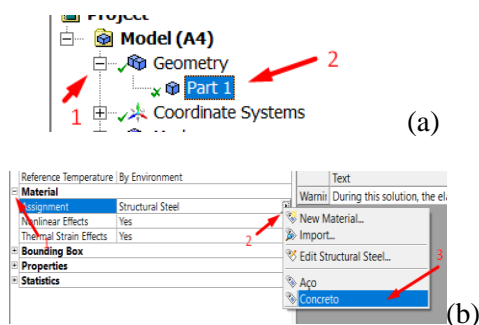 Project
Model (A4)
Geometry
2
Part 1
1
Coordinate Systems
(a)
Reference Temperature By Environment
Text
Material
Warnin During this solution, the ela
Assignment Structural Steel
Nonlinear Effects Yes
New Material...
Thermal Strain Effects Yes
1
2
Import...
Bounding Box
3
Properties
Edit Structural Steel...
Statistics
Aço
Concreto
(b)